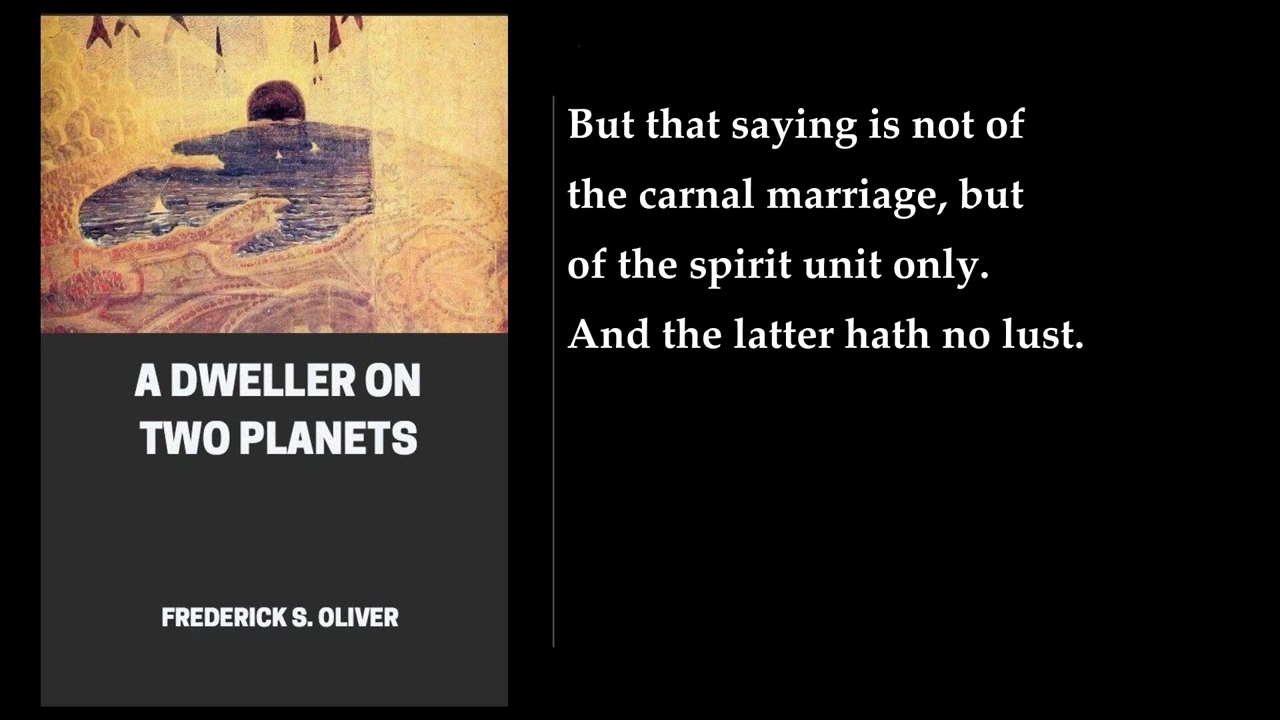 A DWELLER ON
TWO PLANETS
FREDERICK S. OLIVER
But that saying is not of
the carnal marriage, but
of the spirit unit only.
And the latter hath no lust.